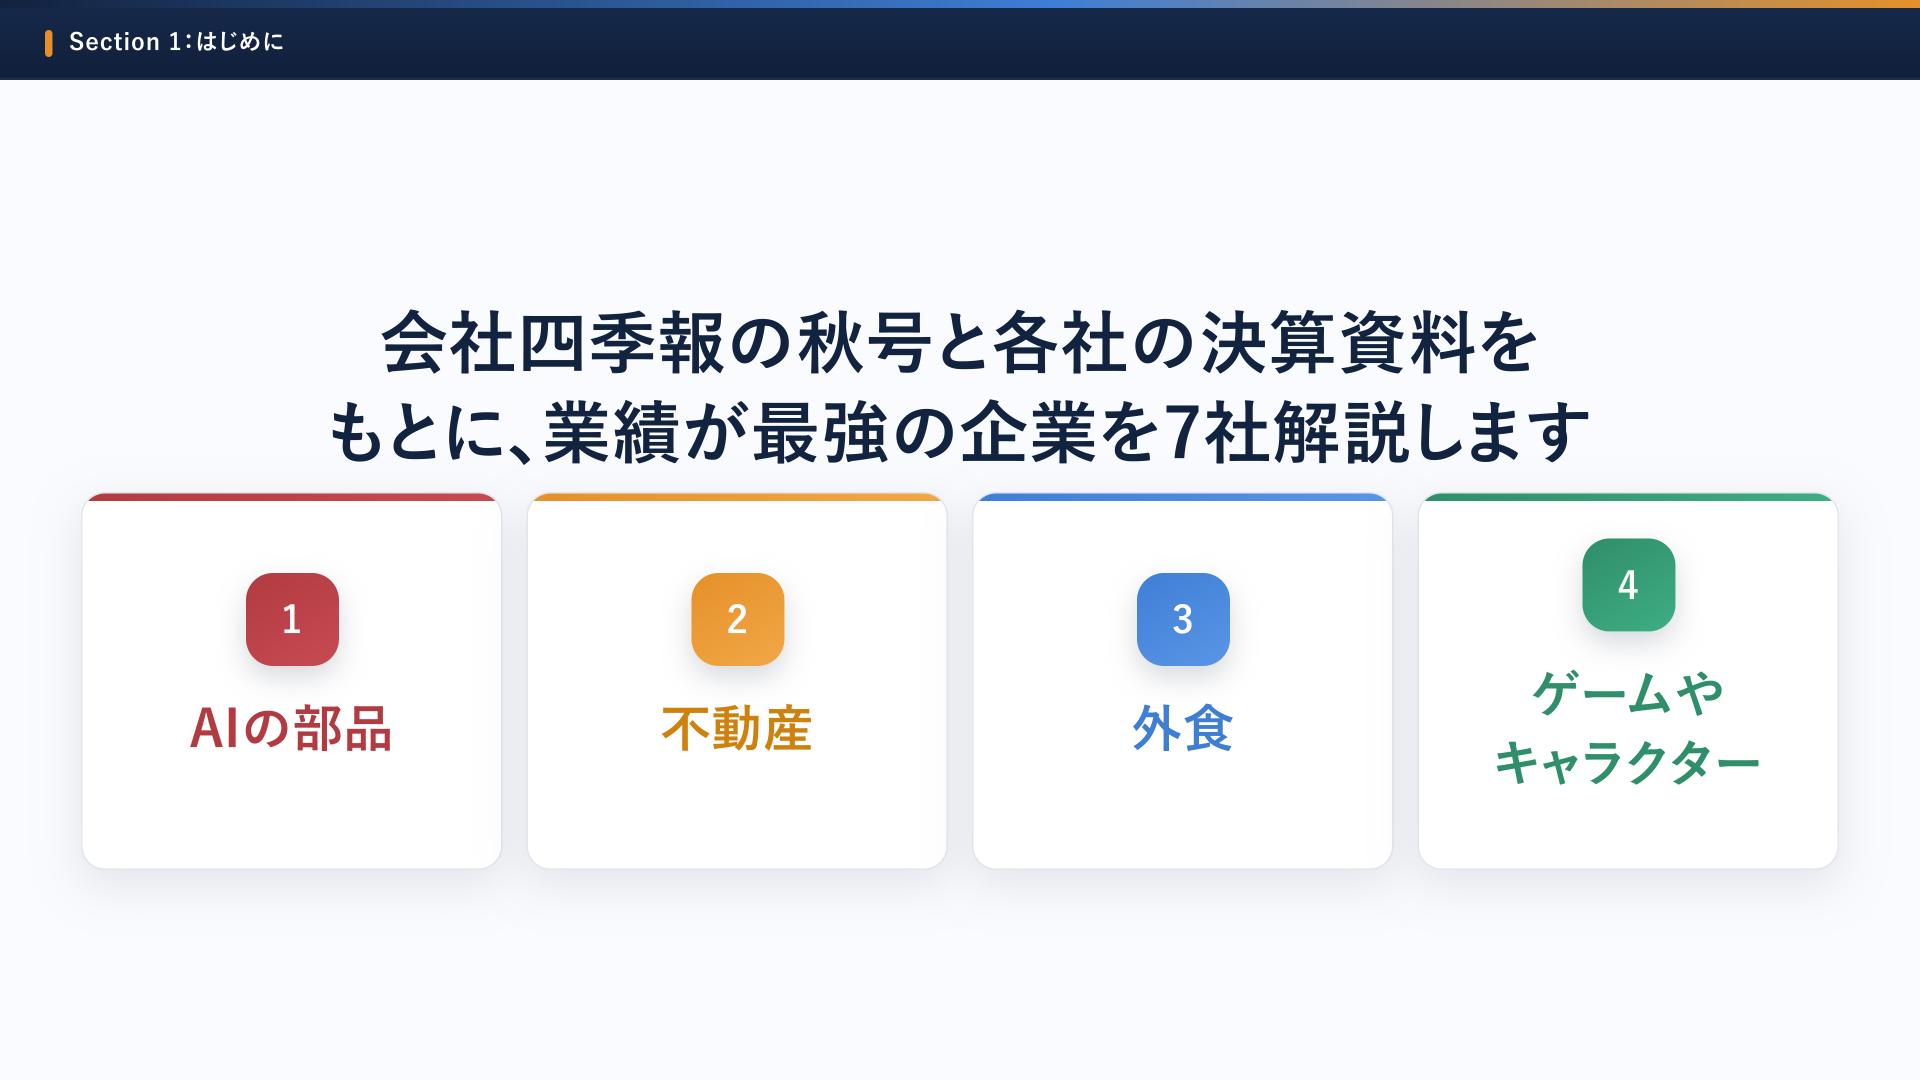 Section 1：はじめに
会社四季報の秋号と各社の決算資料を
もとに、業績が最強の企業を7社解説します
1
AIの部品
2
不動産
3
外食
4
ゲームや
キャラクター